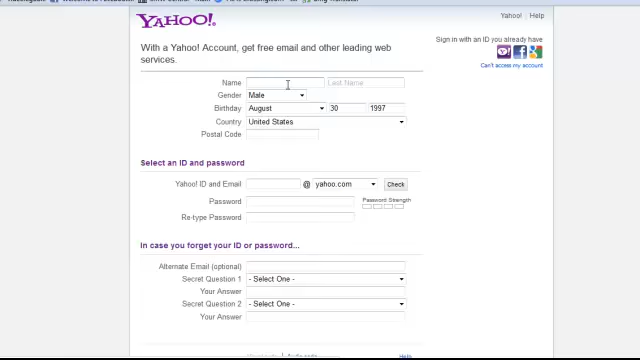 YAHOO!
Yahoo! | Help
With a Yahoo! Account, get free email and other leading web
services.
Sign in with an ID you already have
Can't access my account?
Name
Last Name
Gender Male
Birthday August 30 1997
Country United States
Postal Code
Select an ID and password
Yahoo! ID and Email @ yahoo.com Check
Password Password Strength
Re-type Password
In case you forget your ID or password...
Alternate Email (optional)
Secret Question 1 - Select One -
Your Answer
Secret Question 2 - Select One -
Your Answer
Help